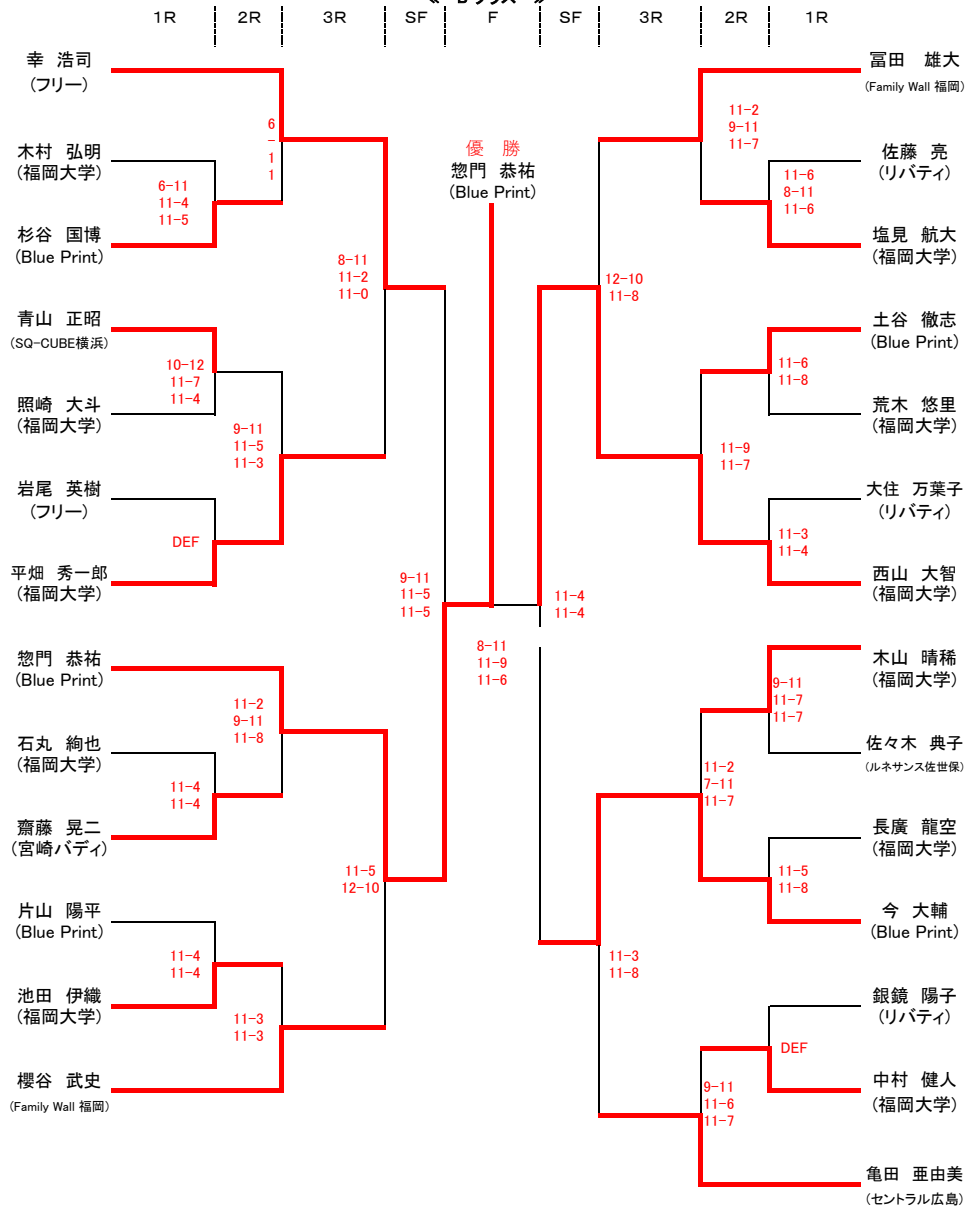 ≪ Bクラス ≫
1R 2R 3R SF F SF 3R 2R 1R
幸 浩司
(フリー)
木村 弘明
(福岡大学)
杉谷 国博
(Blue Print)
青山 正昭
(SQ-CUBE横浜)
照崎 大斗
(福岡大学)
岩尾 英樹
(フリー)
平畑 秀一郎
(福岡大学)
惣門 恭祐
(Blue Print)
石丸 絢也
(福岡大学)
齋藤 晃二
(宮崎バディ)
片山 陽平
(Blue Print)
池田 伊織
(福岡大学)
櫻谷 武史
(Family Wall 福岡)
6-11
11-4
11-5
10-12
11-7
11-4
DEF
11-4
11-4
11-4
11-4
6
-
1
1
9-11
11-5
11-3
11-2
9-11
11-8
11-3
11-3
8-11
11-2
11-0
11-5
12-10
9-11
11-5
11-5
優 勝
惣門 恭祐
(Blue Print)
8-11
11-9
11-6
11-4
11-4
12-10
11-8
11-3
11-8
11-2
9-11
11-7
11-9
11-7
11-2
7-11
11-7
9-11
11-6
11-7
11-6
8-11
11-6
11-6
11-8
11-3
11-4
9-11
11-7
11-7
11-5
11-8
DEF
冨田 雄大
(Family Wall 福岡)
佐藤 亮
(リバティ)
塩見 航大
(福岡大学)
土谷 徹志
(Blue Print)
荒木 悠里
(福岡大学)
大住 万葉子
(リバティ)
西山 大智
(福岡大学)
木山 晴稀
(福岡大学)
佐々木 典子
(ルネサンス佐世保)
長廣 龍空
(福岡大学)
今 大輔
(Blue Print)
銀鏡 陽子
(リバティ)
中村 健人
(福岡大学)
亀田 亜由美
(セントラル広島)